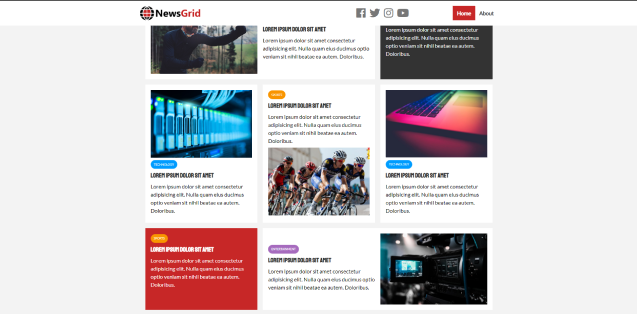 NewsGrid
Home
About
LOREM IPSUM DOLOR SIT AMET
Lorem ipsum dolor sit amet consectetur
adipisicing elit. Nulla quam eius ducimus optio
veniam sit nihil beatae ea autem. Doloribus.
optio veniam sit nihil beatae ea autem.
Doloribus.
TECHNOLOGY
LOREM IPSUM DOLOR SIT AMET
Lorem ipsum dolor sit amet consectetur
adipisicing elit. Nulla quam eius ducimus
optio veniam sit nihil beatae ea autem.
Doloribus.
SPORTS
LOREM IPSUM DOLOR SIT AMET
Lorem ipsum dolor sit amet consectetur
adipisicing elit. Nulla quam eius ducimus
optio veniam sit nihil beatae ea autem.
Doloribus.
TECHNOLOGY
LOREM IPSUM DOLOR SIT AMET
Lorem ipsum dolor sit amet consectetur
adipisicing elit. Nulla quam eius ducimus
optio veniam sit nihil beatae ea autem.
Doloribus.
SPORTS
LOREM IPSUM DOLOR SIT AMET
Lorem ipsum dolor sit amet consectetur
adipisicing elit. Nulla quam eius ducimus
optio veniam sit nihil beatae ea autem.
Doloribus.
ENTERTAINMENT
LOREM IPSUM DOLOR SIT AMET
Lorem ipsum dolor sit amet consectetur
adipisicing elit. Nulla quam eius ducimus optio
veniam sit nihil beatae ea autem. Doloribus.